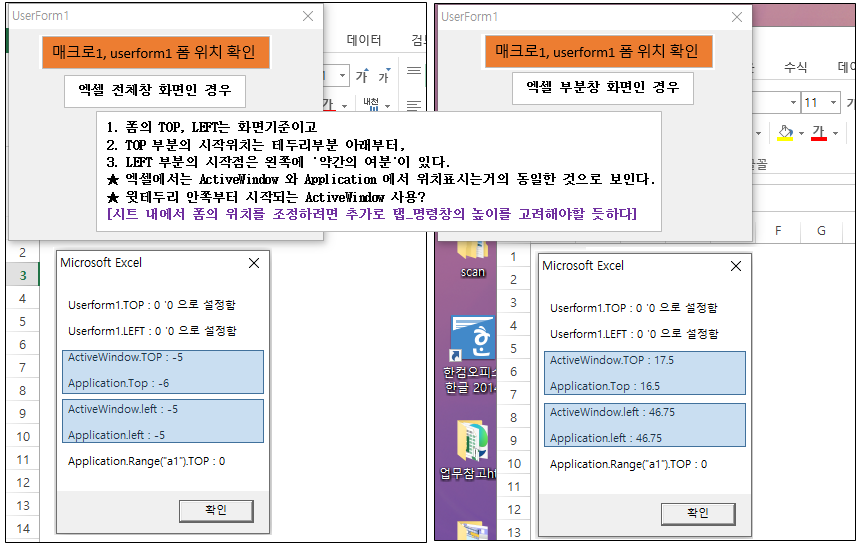 UserForm1
데이터
매크로1, userform1 폼 위치 확인
엑셀 전체창 화면인 경우
가
가
가
내천
1. 폼의 TOP, LEFT는 화면기준이고
2. TOP 부분의 시작위치는 테두리부분 아래부터,
3. LEFT 부분의 시작점은 왼쪽에 '약간의 여분'이 있다.
★ 엑셀에서는 ActiveWindow 와 Application 에서 위치표시는거의 동일한 것으로 보인다.
★ 윗테두리 안쪽부터 시작되는 ActiveWindow 사용?
[시트 내에서 폼의 위치를 조정하려면 추가로 탭_명령창의 높이를 고려해야할 듯하다]
2
3
4
5
6
7
8
9
10
11
12
13
14
Microsoft Excel
Userform1.TOP : 0 '0 으로 설정함
Userform1.LEFT : 0 '0 으로 설정함
ActiveWindow.TOP : -5
Application.Top : -6
ActiveWindow.left : -5
Application.left : -5
Application.Range("a1").TOP : 0
확인
UserForm1
매크로1, userform1 폼 위치 확인
엑셀 부분창 화면인 경우
수식
11
가
가
F
G
scan
한컴오피스
한글 2014
업무참고ht
1
2
3
4
5
6
7
8
9
10
11
12
13
Microsoft Excel
Userform1.TOP : 0 '0 으로 설정함
Userform1.LEFT : 0 '0 으로 설정함
ActiveWindow.TOP : 17.5
Application.Top : 16.5
ActiveWindow.left : 46.75
Application.left : 46.75
Application.Range("a1").TOP : 0
확인